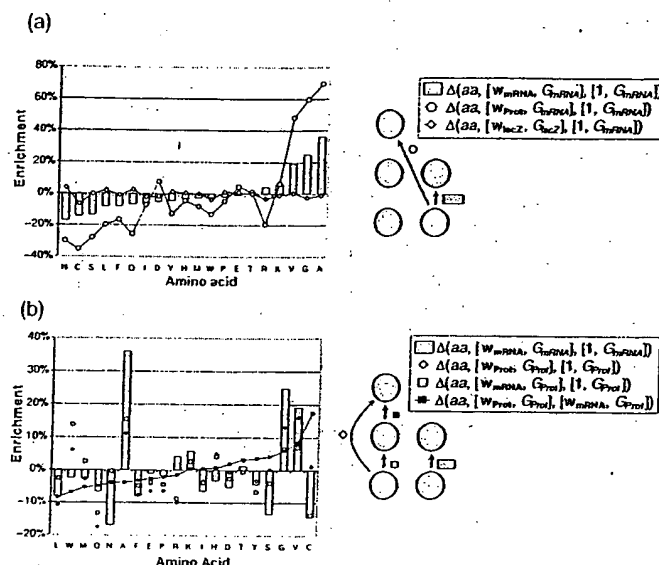 (a)
80%
60%
40%
20%
0%
-20%
-40%
Enrichment
N C S L F Q I D Y H M W P E T R K V G A
Amino acid
Δ(aa, [w_mRNA, G_mRNA], [1, G_mRNA])
Δ(aa, [w_Prot, G_mRNA], [1, G_mRNA])
Δ(aa, [w_lacZ, G_lacZ], [1, G_mRNA])
(b)
40%
30%
20%
10%
0%
-10%
-20%
Enrichment
L W M Q N A F E P R K I H D T Y S G V C
Amino Acid
Δ(aa, [w_mRNA, G_mRNA], [1, G_mRNA])
Δ(aa, [w_Prot, G_Prot], [1, G_Prot])
Δ(aa, [w_mRNA, G_Prot], [1, G_Prot])
Δ(aa, [w_Prot, G_Prot], [w_mRNA, G_Prot])